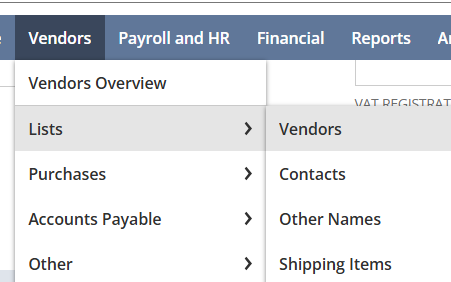 Vendors Payroll and HR Financial Reports
Vendors Overview
VAT REGISTRAT
Lists Vendors
Purchases Contacts
Accounts Payable Other Names
Other Shipping Items